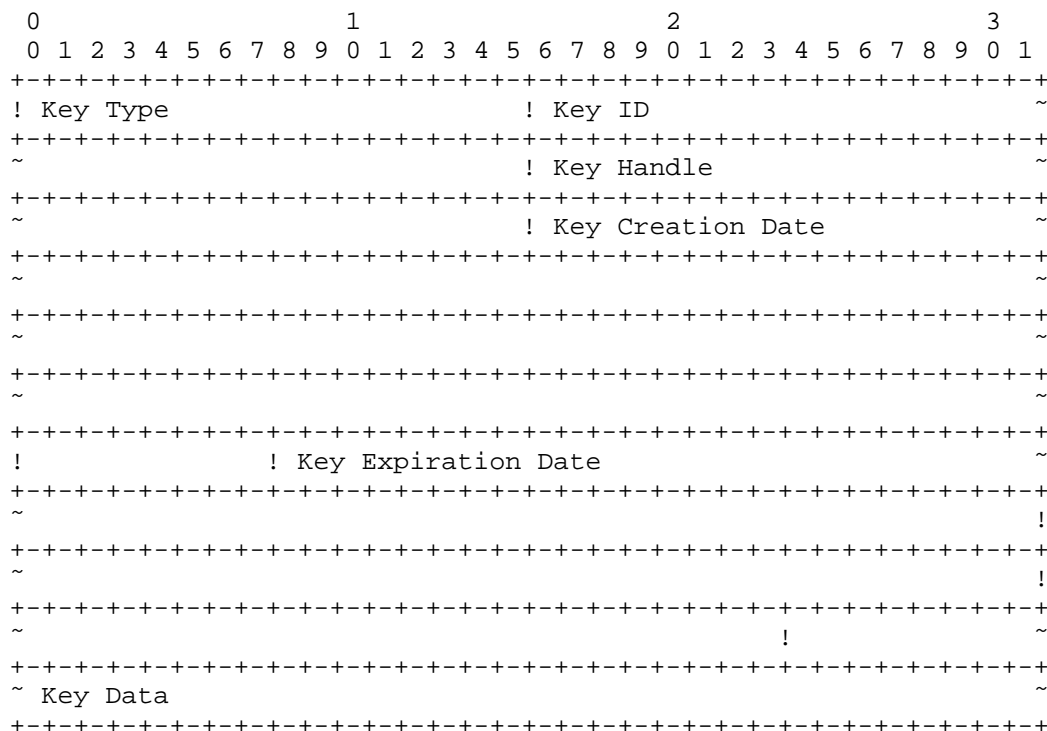 0                   1                   2                   3
 0 1 2 3 4 5 6 7 8 9 0 1 2 3 4 5 6 7 8 9 0 1 2 3 4 5 6 7 8 9 0 1
+-+-+-+-+-+-+-+-+-+-+-+-+-+-+-+-+-+-+-+-+-+-+-+-+-+-+-+-+-+-+-+-+
! Key Type                      ! Key ID                        ~
+-+-+-+-+-+-+-+-+-+-+-+-+-+-+-+-+-+-+-+-+-+-+-+-+-+-+-+-+-+-+-+-+
~                               ! Key Handle                    ~
+-+-+-+-+-+-+-+-+-+-+-+-+-+-+-+-+-+-+-+-+-+-+-+-+-+-+-+-+-+-+-+-+
~                               ! Key Creation Date             ~
+-+-+-+-+-+-+-+-+-+-+-+-+-+-+-+-+-+-+-+-+-+-+-+-+-+-+-+-+-+-+-+-+
~                                                               ~
+-+-+-+-+-+-+-+-+-+-+-+-+-+-+-+-+-+-+-+-+-+-+-+-+-+-+-+-+-+-+-+-+
~                                                               ~
+-+-+-+-+-+-+-+-+-+-+-+-+-+-+-+-+-+-+-+-+-+-+-+-+-+-+-+-+-+-+-+-+
~                                                               ~
+-+-+-+-+-+-+-+-+-+-+-+-+-+-+-+-+-+-+-+-+-+-+-+-+-+-+-+-+-+-+-+-+
!               ! Key Expiration Date                           ~
+-+-+-+-+-+-+-+-+-+-+-+-+-+-+-+-+-+-+-+-+-+-+-+-+-+-+-+-+-+-+-+-+
~                                                               !
+-+-+-+-+-+-+-+-+-+-+-+-+-+-+-+-+-+-+-+-+-+-+-+-+-+-+-+-+-+-+-+-+
~                                                               !
+-+-+-+-+-+-+-+-+-+-+-+-+-+-+-+-+-+-+-+-+-+-+-+-+-+-+-+-+-+-+-+-+
~                                               !               ~
+-+-+-+-+-+-+-+-+-+-+-+-+-+-+-+-+-+-+-+-+-+-+-+-+-+-+-+-+-+-+-+-+
~ Key Data                                                      ~
+-+-+-+-+-+-+-+-+-+-+-+-+-+-+-+-+-+-+-+-+-+-+-+-+-+-+-+-+-+-+-+-+